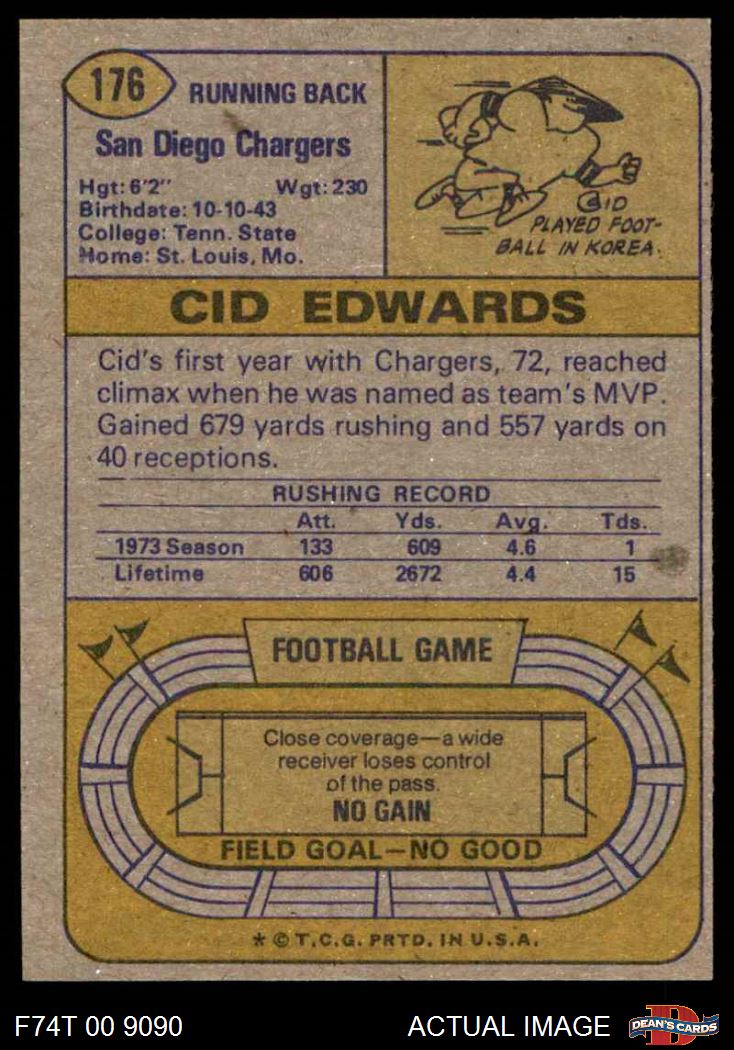 176
RUNNING BACK
San Diego Chargers
Hgt: 6'2" Wgt: 230
Birthdate: 10-10-43
College: Tenn. State
Home: St. Louis, Mo.
CID
PLAYED FOOT-
BALL IN KOREA.
CID EDWARDS
Cid's first year with Chargers, 72, reached
climax when he was named as team's MVP.
Gained 679 yards rushing and 557 yards on
40 receptions.
RUSHING RECORD
Att. Yds. Avg. Tds.
1973 Season 133 609 4.6 1
Lifetime 606 2672 4.4 15
FOOTBALL GAME
Close coverage—a wide
receiver loses control
of the pass.
NO GAIN
FIELD GOAL—NO GOOD
* © T.C.G. PRTD. IN U.S.A.
F74T 00 9090 ACTUAL IMAGE DEAN'S CARDS